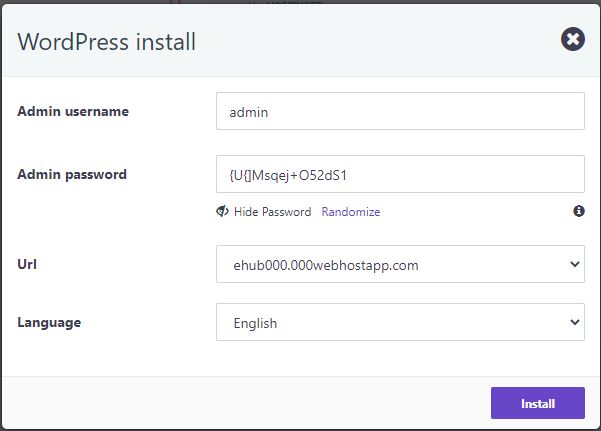 WordPress install
Admin username
admin
Admin password
{U{]Msqej+O52dS1
Hide Password Randomize
Url
ehub000.000webhostapp.com
Language
English
Install